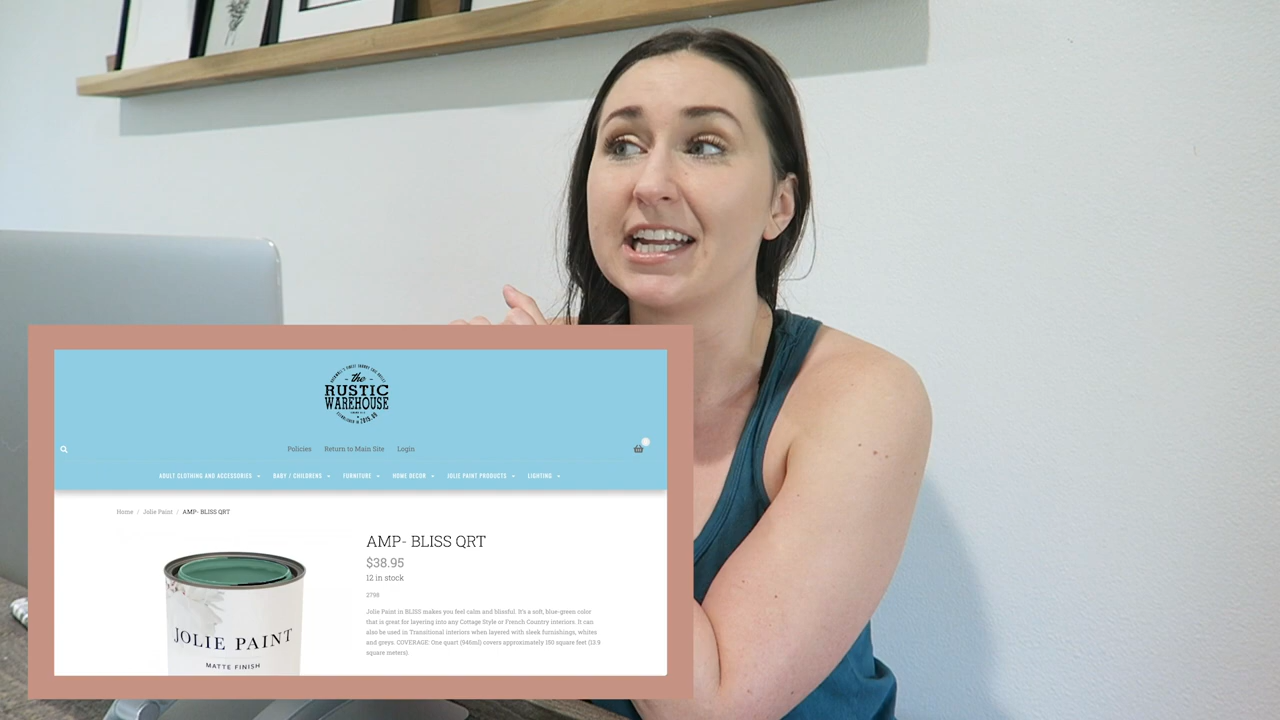 the
RUSTIC
WAREHOUSE
Policies Return to Main Site Login
ADULT CLOTHING AND ACCESSORIES BABY / CHILDRENS FURNITURE HOME DECOR JOLIE PAINT PRODUCTS LIGHTING
Home / Jolie Paint / AMP- BLISS QRT
AMP- BLISS QRT
$38.95
12 in stock
2798
Jolie Paint in BLISS makes you feel calm and blissful. It's a soft, blue-green color
that is great for layering into any Cottage Style or French Country interiors. It can
also be used in Transitional interiors when layered with sleek furnishings, whites
and greys. COVERAGE: One quart (946ml) covers approximately 180 square feet (13.9
square meters).
JOLIE PAINT
MATTE FINISH